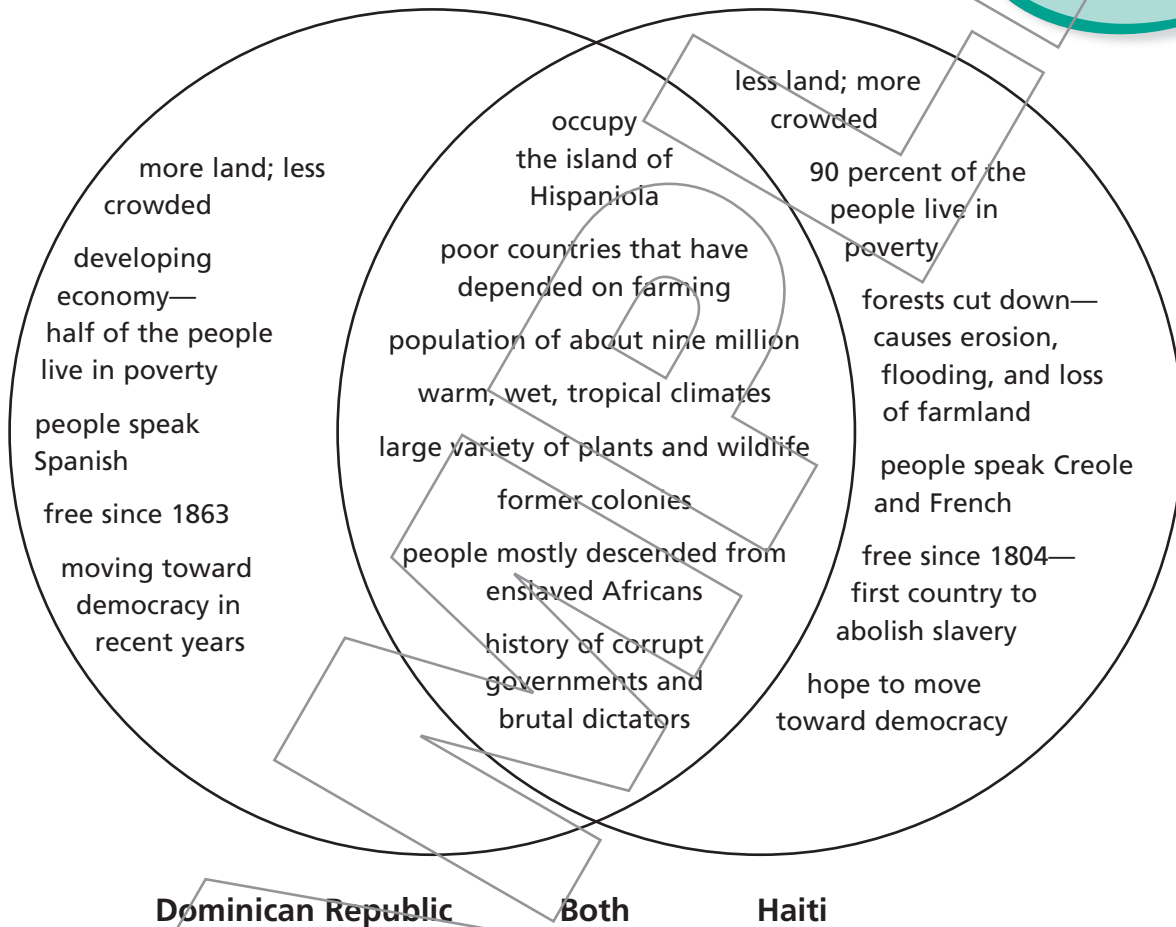 more land; less
crowded
developing
economy—
half of the people
live in poverty
people speak
Spanish
free since 1863
moving toward
democracy in
recent years
occupy
the island of
Hispaniola
poor countries that have
depended on farming
population of about nine million
warm, wet, tropical climates
large variety of plants and wildlife
former colonies
people mostly descended from
enslaved Africans
history of corrupt
governments and
brutal dictators
less land; more
crowded
90 percent of the
people live in
poverty
forests cut down—
causes erosion,
flooding, and loss
of farmland
people speak Creole
and French
free since 1804—
first country to
abolish slavery
hope to move
toward democracy
Dominican Republic Both Haiti